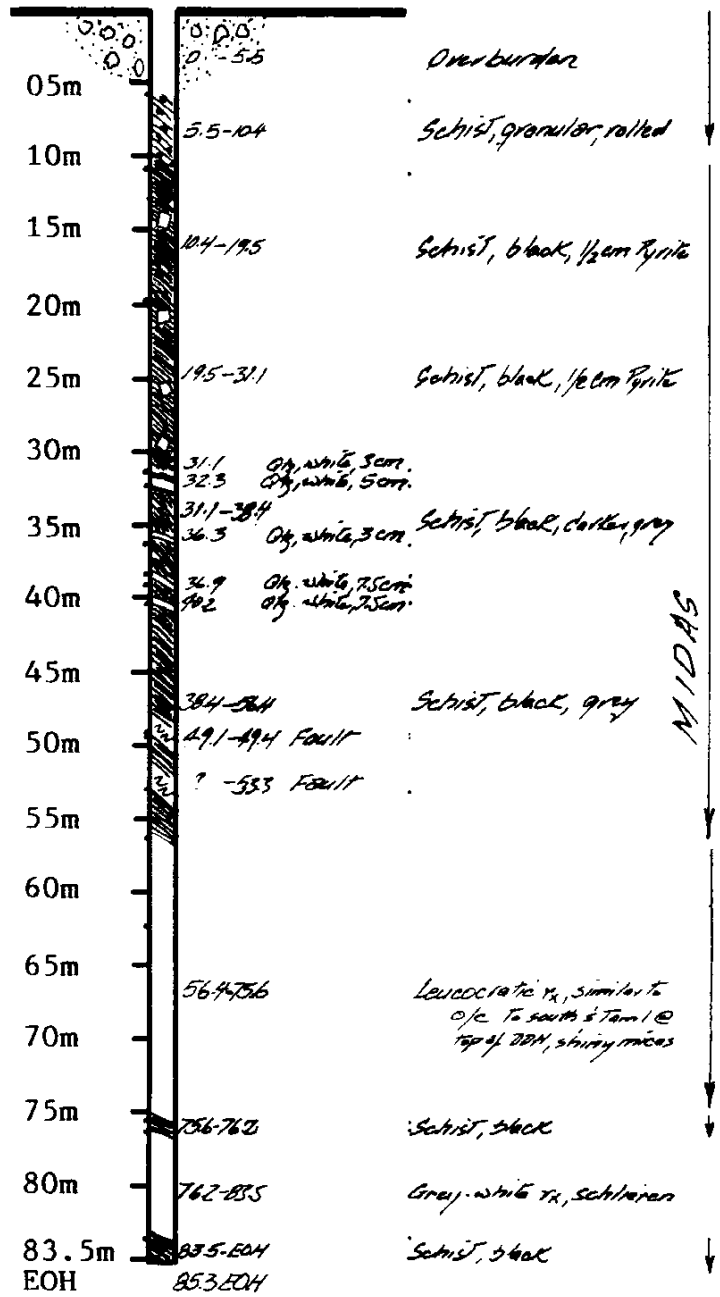 0 - 5.5 Overburden
05m
5.5-10.4 Schist, granular, rolled
10m
15m
10.4-19.5 Schist, black, 1/2cm Pyrite
20m
25m 19.5-31.1 Schist, black, 1/2cm Pyrite
30m
31.1 Qtz, white, 3cm.
32.3 Qtz, white, 5cm.
31.1-38.4 Schist, black, darker, grey
35m
36.3 Qtz, white, 3cm
36.9 Qtz. white, 7.5cm
40m 40.2 Qtz. white, 7.5cm
MIDAS
45m
38.4-56.4 Schist, black, grey
50m 49.1-49.4 Fault
? -53.3 Fault
55m
60m
65m
56.4-75.6 Leucocratic rx, similar to
o/c to south &
70m top of DDH, shiny micas
75m
75.6-76.2 Schist, black
80m 76.2-83.5 Grey-white rx, schlieren
83.5m 83.5-EOH Schist, black
EOH 85.3 EOH